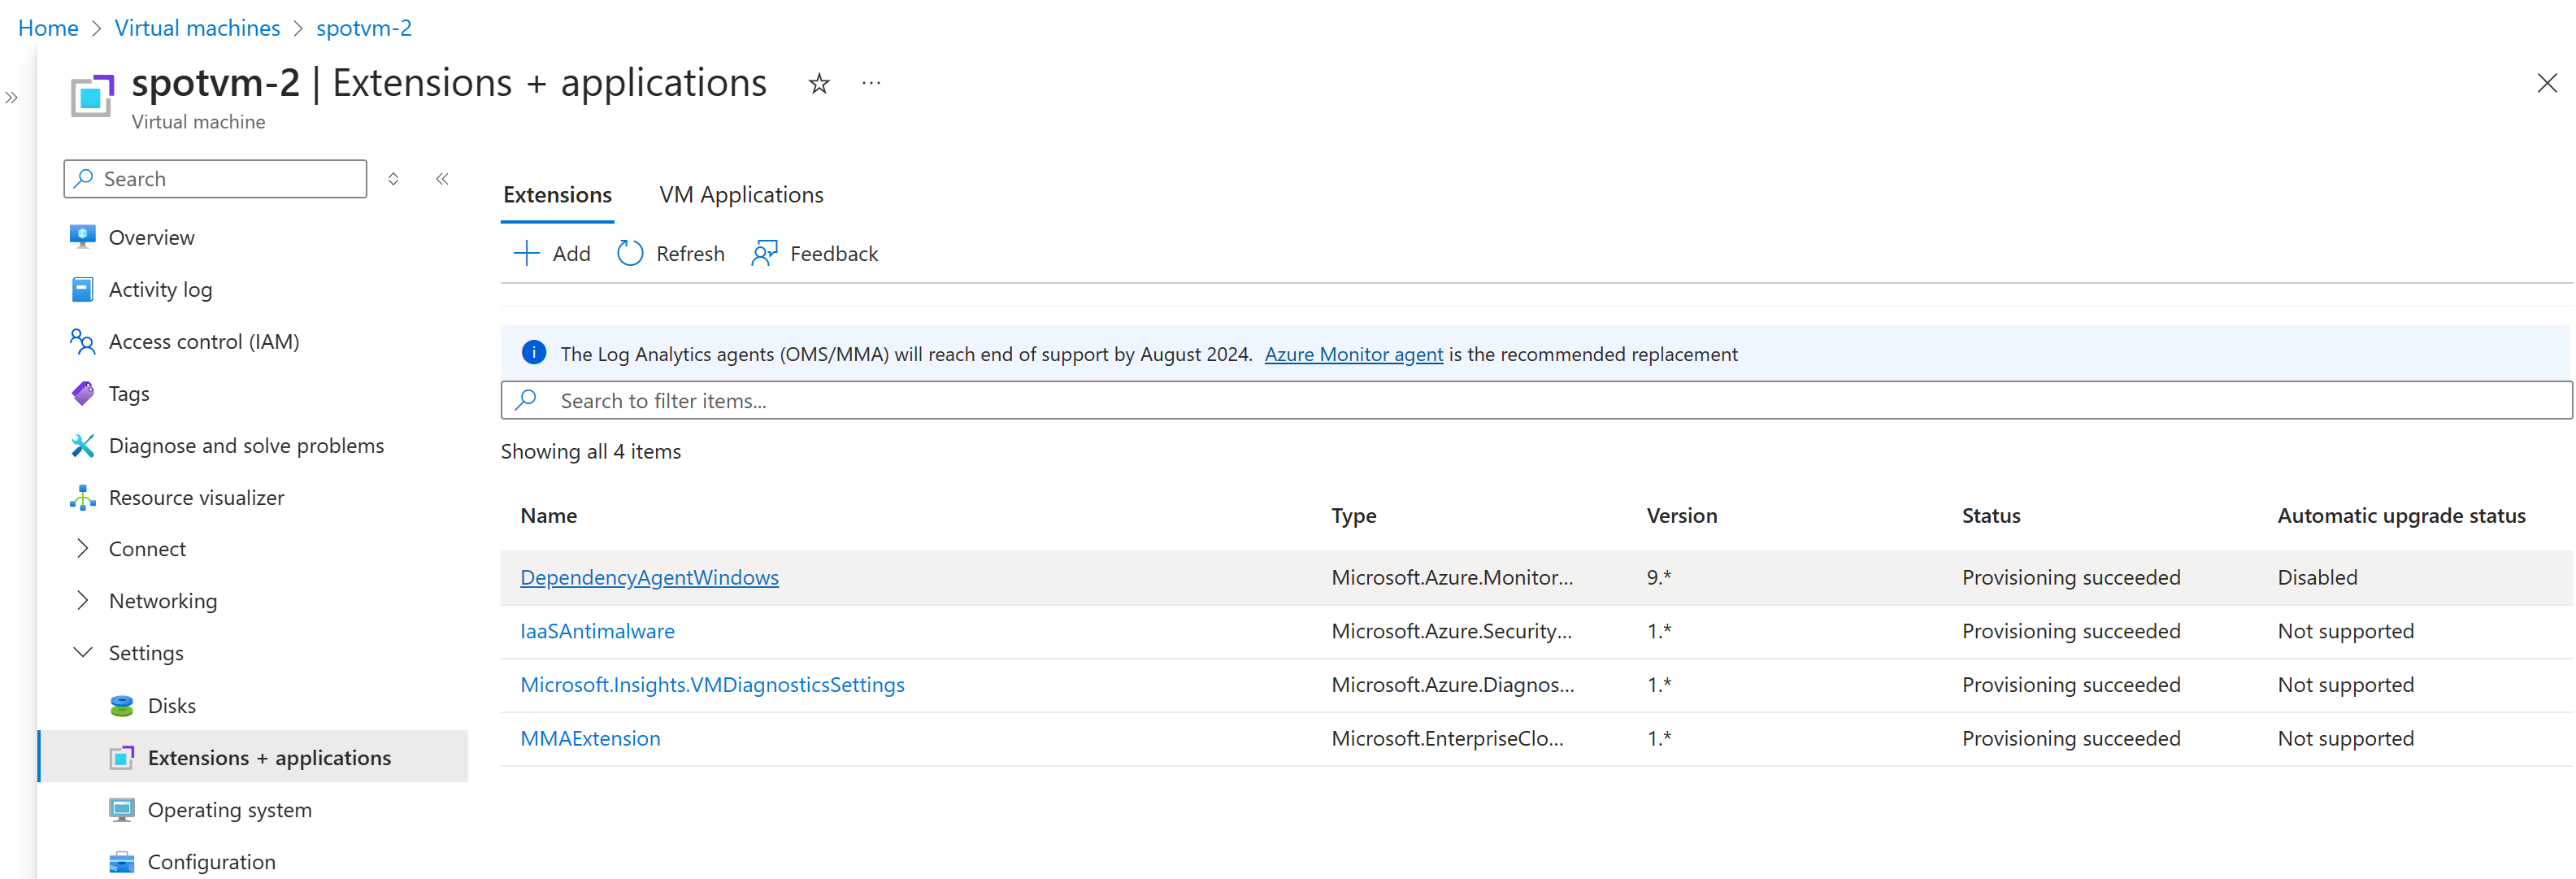 Home > Virtual machines > spotvm-2
spotvm-2 | Extensions + applications
Virtual machine
Search
Overview
Activity log
Access control (IAM)
Tags
Diagnose and solve problems
Resource visualizer
Connect
Networking
Settings
Disks
Extensions + applications
Operating system
Configuration
Extensions VM Applications
Add Refresh Feedback
The Log Analytics agents (OMS/MMA) will reach end of support by August 2024. Azure Monitor agent is the recommended replacement
Search to filter items...
Showing all 4 items
Name Type Version Status Automatic upgrade status
DependencyAgentWindows Microsoft.Azure.Monitor... 9.* Provisioning succeeded Disabled
IaaSAntimalware Microsoft.Azure.Security... 1.* Provisioning succeeded Not supported
Microsoft.Insights.VMDiagnosticsSettings Microsoft.Azure.Diagnos... 1.* Provisioning succeeded Not supported
MMAExtension Microsoft.EnterpriseClo... 1.* Provisioning succeeded Not supported